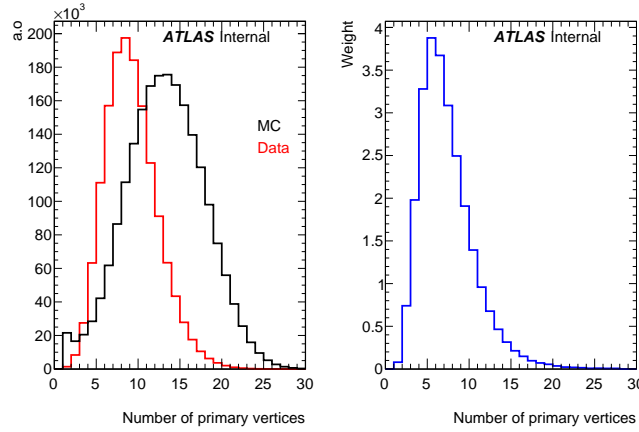 a.o
×10³
ATLAS Internal
200
180
160
140
120
100
80
60
40
20
0
MC
Data
0 5 10 15 20 25 30
Number of primary vertices
Weight
ATLAS Internal
4
3.5
3
2.5
2
1.5
1
0.5
0
0 5 10 15 20 25 30
Number of primary vertices